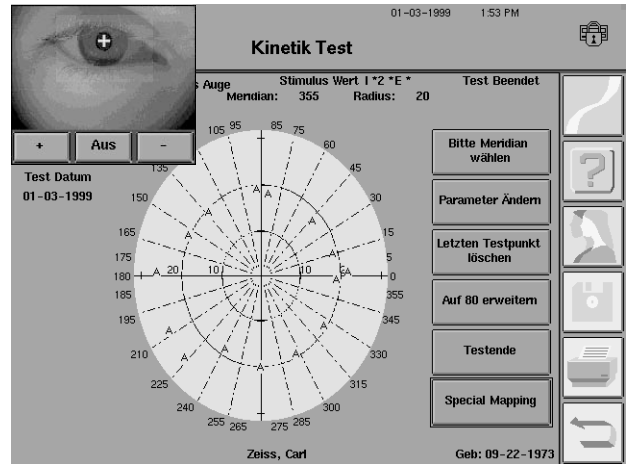 01-03-1999 1:53 PM
Kinetik Test
+ Aus -
s Auge Stimulus Wert I *2 *E * Test Beendet
Meridian: 355 Radius: 20
Test Datum
01-03-1999
105 95 85 75
60
45
30
15
5
0
355
345
330
315
300
285
275
265
255
240
225
210
195
185
180
175
165
150
135
20 10 10
A A A A A A A A A A A A A A
Bitte Meridian
wählen
Parameter Ändern
Letzten Testpunkt
löschen
Auf 80 erweitern
Testende
Special Mapping
?
Zeiss, Carl Geb: 09-22-1973